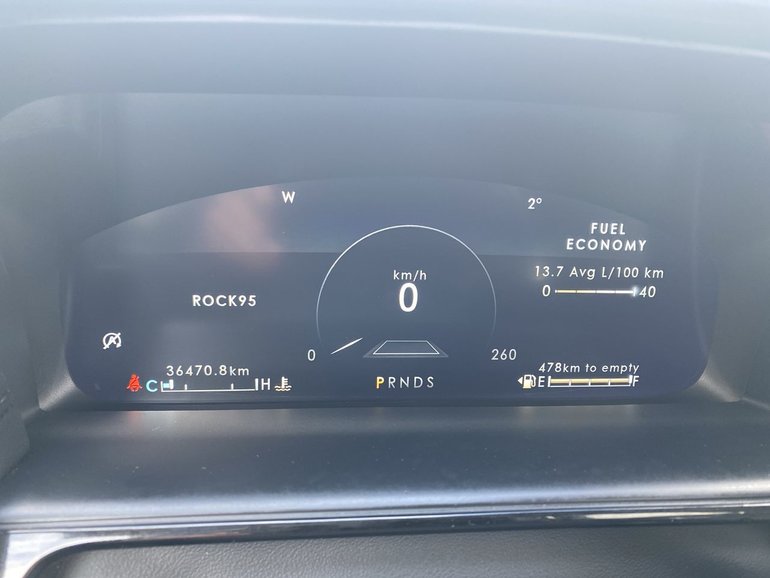 W
2°
FUEL
ECONOMY
13.7 Avg L/100 km
0 40
km/h
0
ROCK95
0 260
36470.8km
C H
PRNDS
478km to empty
E F